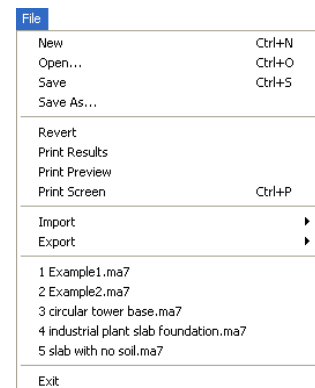 File
New Ctrl+N
Open... Ctrl+O
Save Ctrl+S
Save As...
Revert
Print Results
Print Preview
Print Screen Ctrl+P
Import
Export
1 Example1.ma7
2 Example2.ma7
3 circular tower base.ma7
4 industrial plant slab foundation.ma7
5 slab with no soil.ma7
Exit